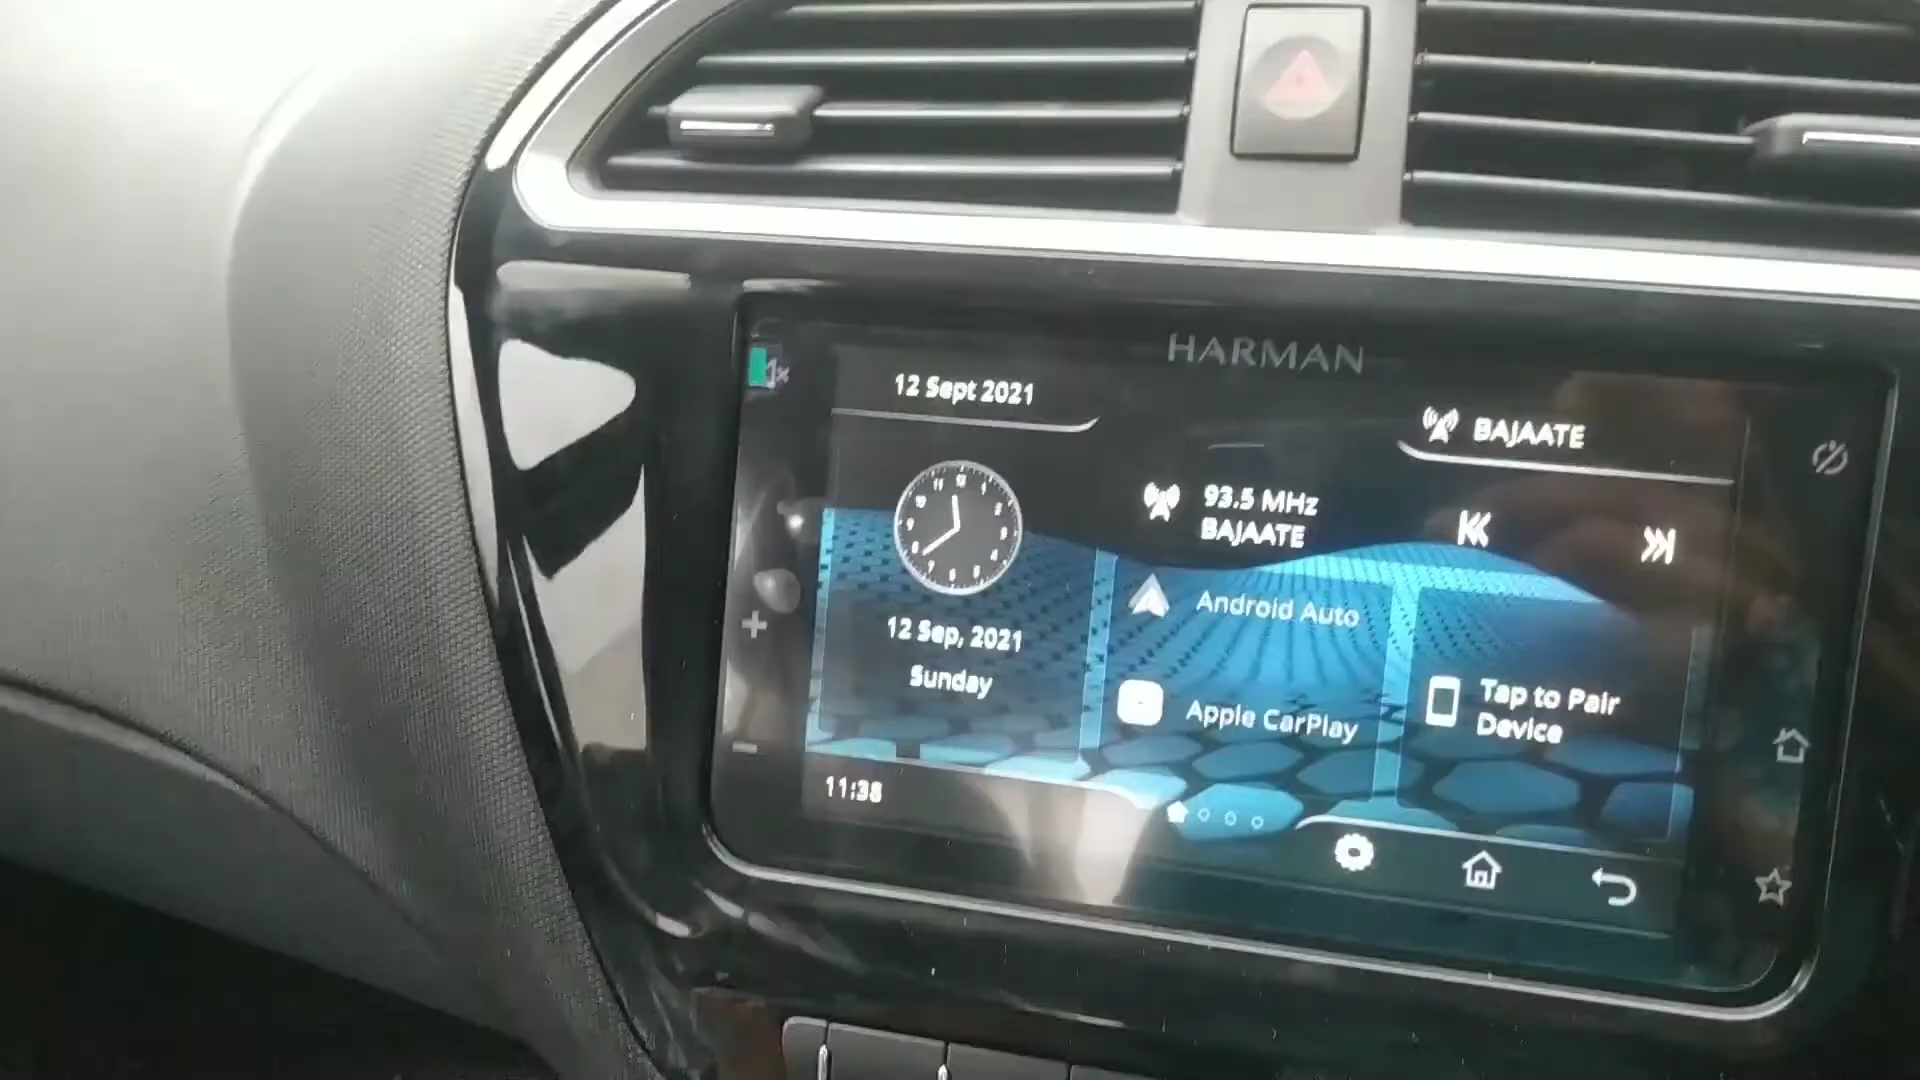 HARMAN
12 Sept 2021
BAJAATE
93.5 MHz
BAJAATE
Android Auto
12 Sep, 2021
Sunday
Apple CarPlay
Tap to Pair
Device
11:38